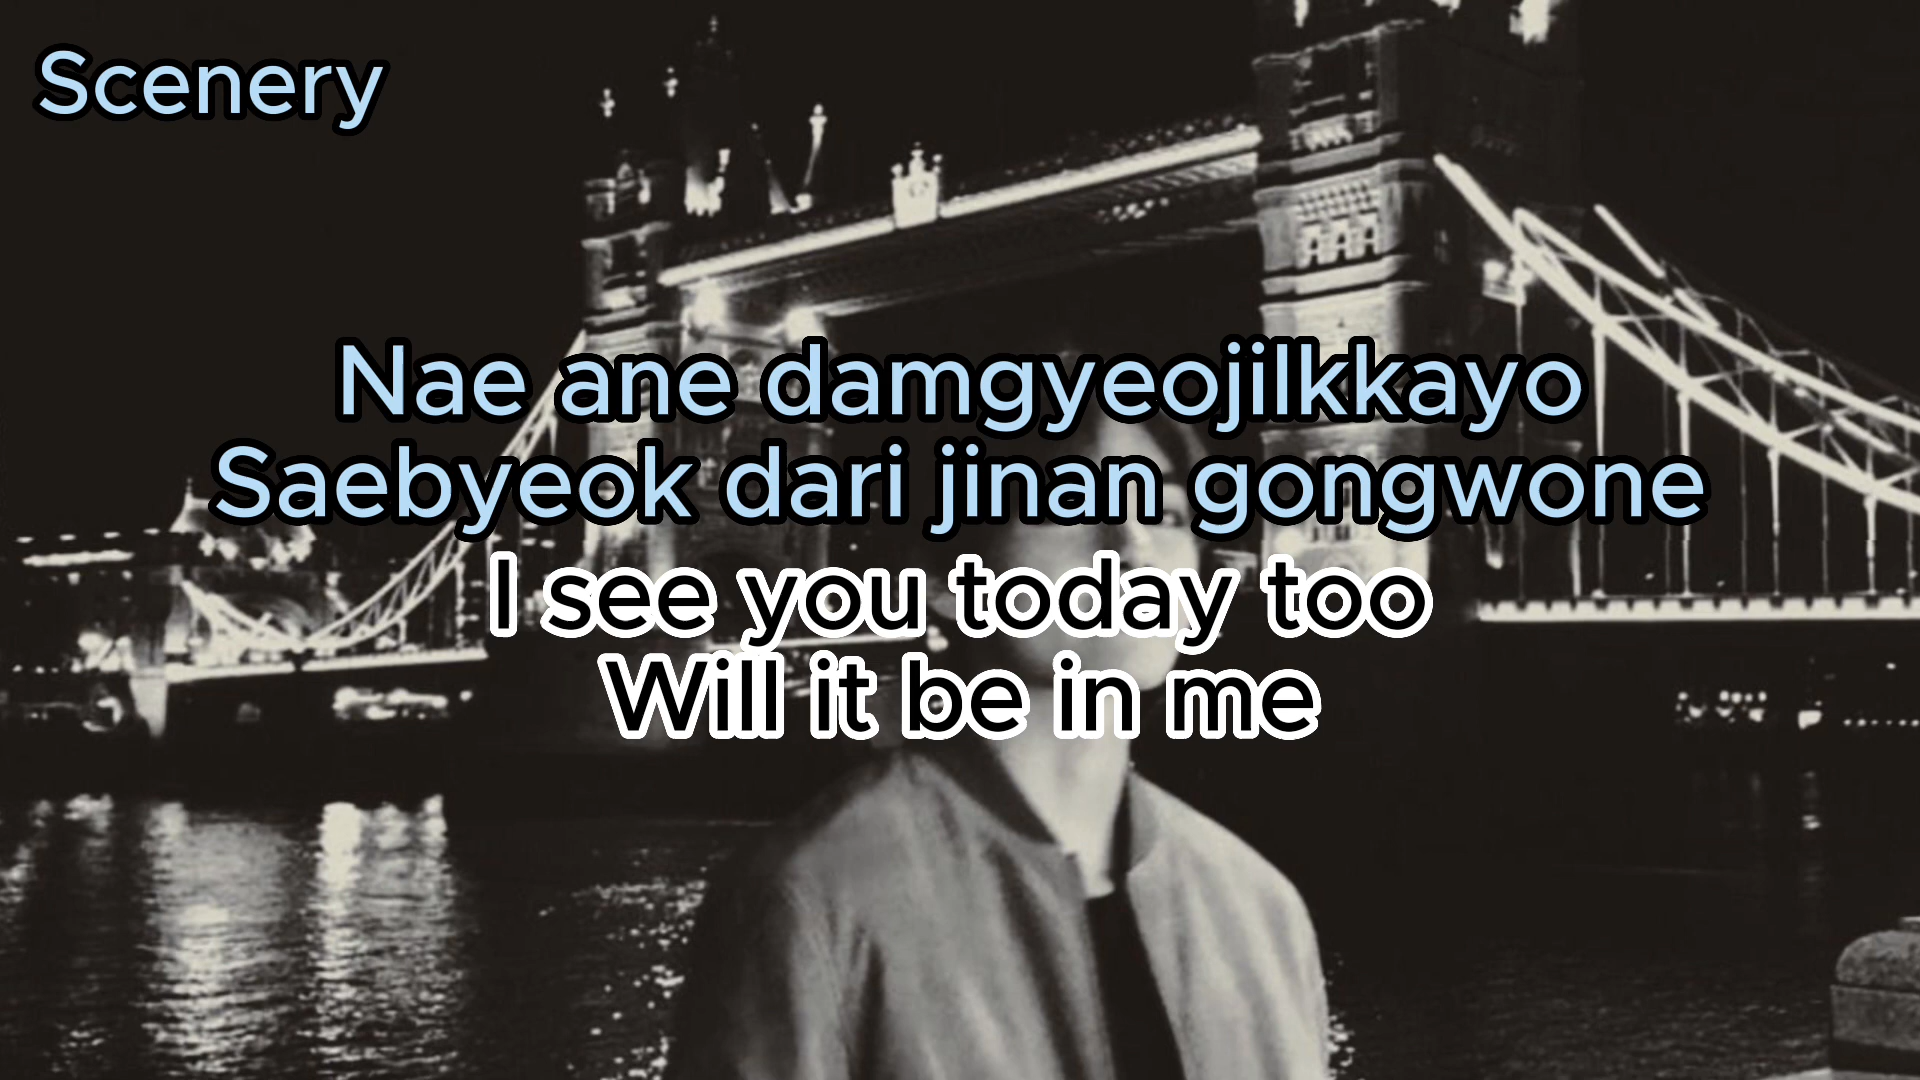 Scenery
Nae ane damgyeojilkkayo
Saebyeok dari jinan gongwone
I see you today too
Will it be in me